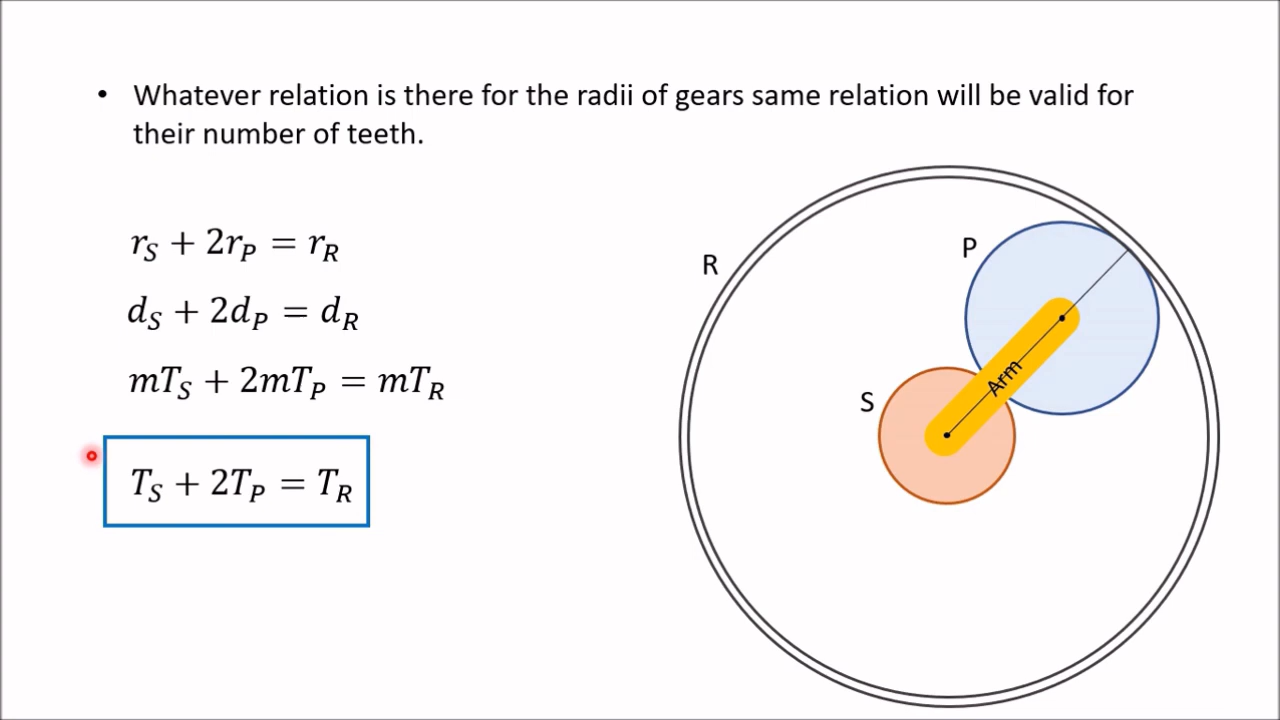 • Whatever relation is there for the radii of gears same relation will be valid for
their number of teeth.
r_S + 2r_P = r_R
d_S + 2d_P = d_R
mT_S + 2mT_P = mT_R
T_S + 2T_P = T_R
R
P
S
Arm